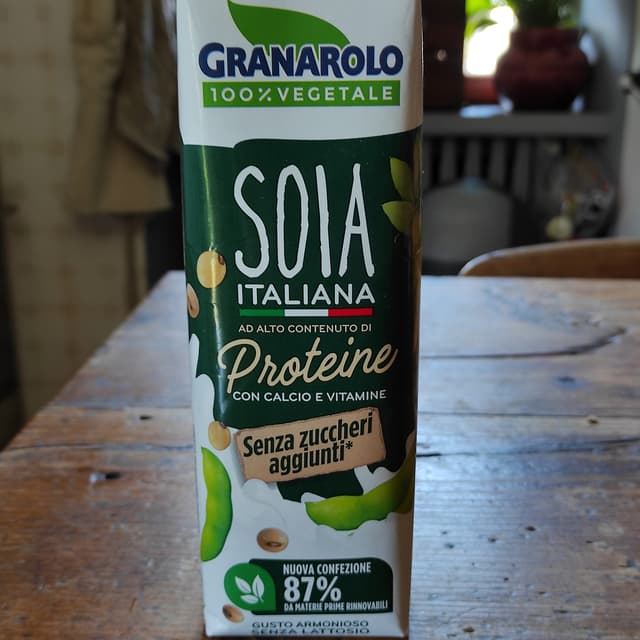 GRANAROLO
100% VEGETALE
SOIA
ITALIANA
AD ALTO CONTENUTO DI
Proteine
CON CALCIO E VITAMINE
Senza zuccheri
aggiunti*
NUOVA CONFEZIONE
87%
DA MATERIE PRIME RINNOVABILI
GUSTO ARMONIOSO
SENZA LATTOSIO